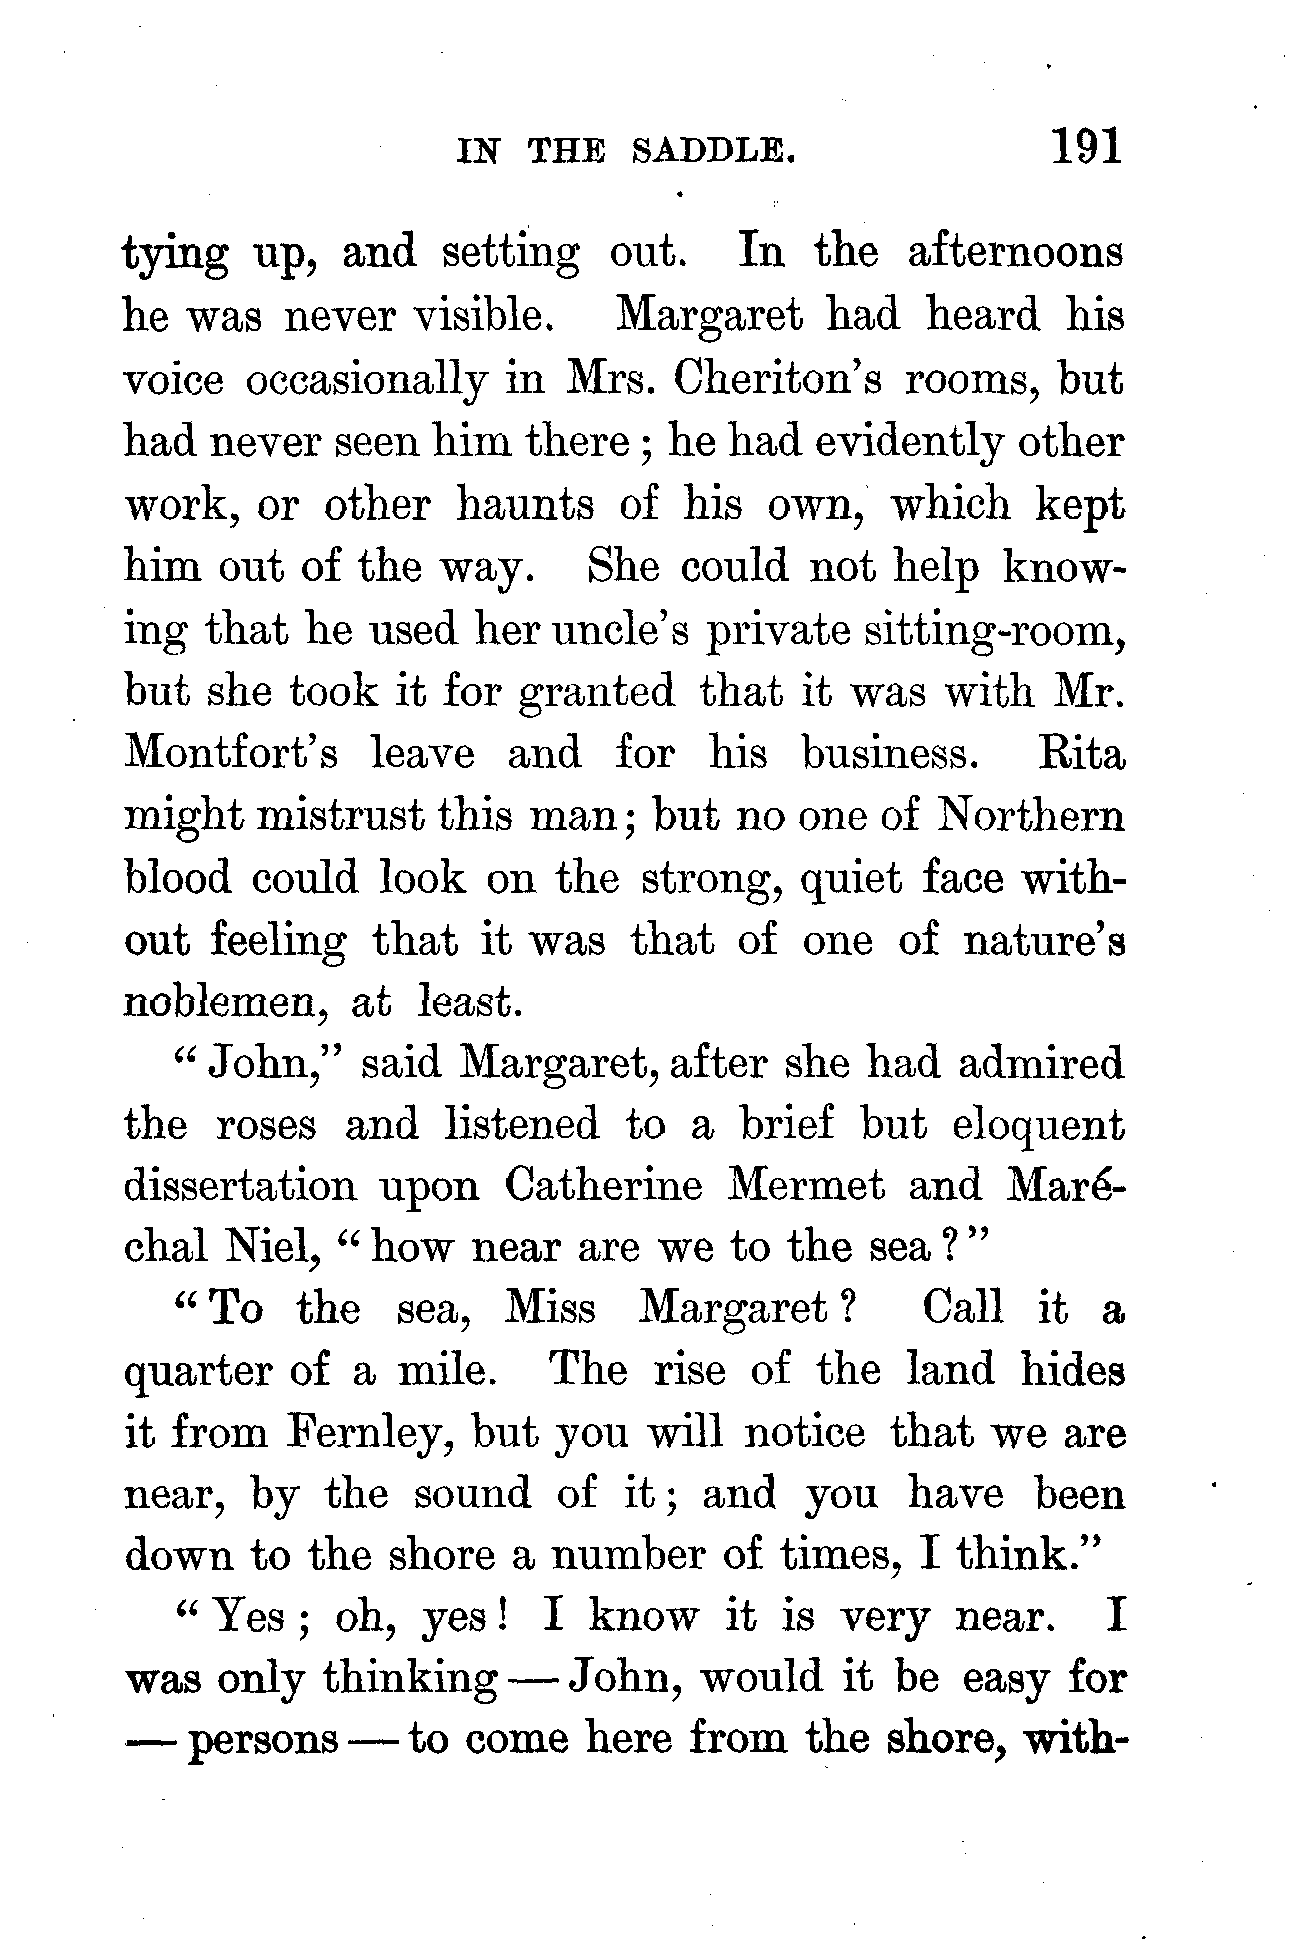 IN THE SADDLE. 191
tying up, and setting out. In the afternoons
he was never visible. Margaret had heard his
voice occasionally in Mrs. Cheriton's rooms, but
had never seen him there ; he had evidently other
work, or other haunts of his own, which kept
him out of the way. She could not help know-
ing that he used her uncle's private sitting-room,
but she took it for granted that it was with Mr.
Montfort's leave and for his business. Rita
might mistrust this man; but no one of Northern
blood could look on the strong, quiet face with-
out feeling that it was that of one of nature's
noblemen, at least.
“ John,” said Margaret, after she had admired
the roses and listened to a brief but eloquent
dissertation upon Catherine Mermet and Maré-
chal Niel, “ how near are we to the sea ? ”
“ To the sea, Miss Margaret ? Call it a
quarter of a mile. The rise of the land hides
it from Fernley, but you will notice that we are
near, by the sound of it ; and you have been
down to the shore a number of times, I think.”
“ Yes ; oh, yes ! I know it is very near. I
was only thinking — John, would it be easy for
— persons — to come here from the shore, with-